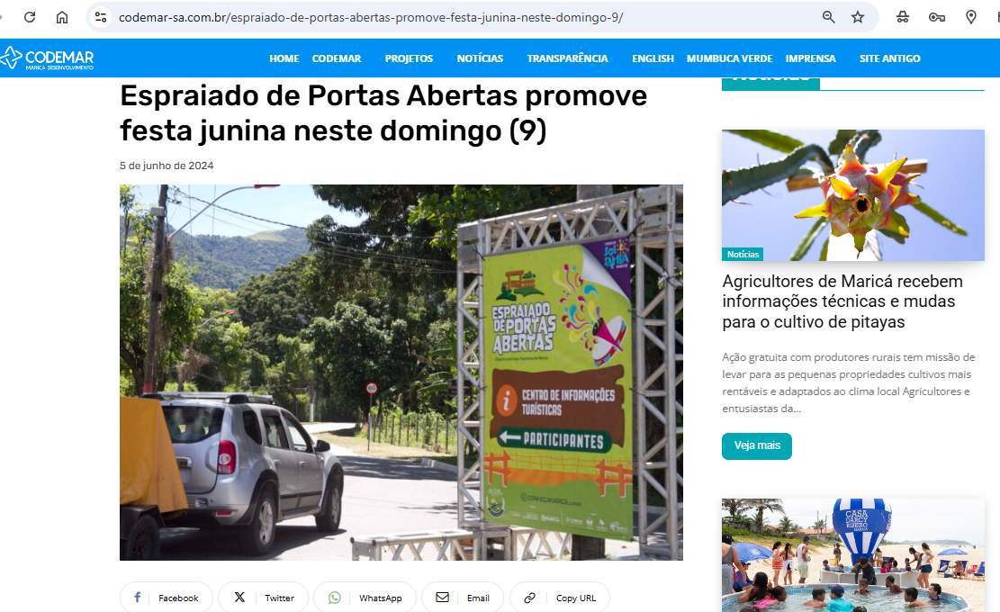 codemar-sa.com.br/espraiado-de-portas-abertas-promove-festa-junina-neste-domingo-9/
CODEMAR
MARICÁ DESENVOLVIMENTO
HOME
CODEMAR
PROJETOS
NOTÍCIAS
TRANSPARÊNCIA
ENGLISH
MUMBUCA VERDE
IMPRENSA
SITE ANTIGO
Espraiado de Portas Abertas promove
festa junina neste domingo (9)
5 de junho de 2024
60
ESPRAIADO
DE PORTAS
ABERTAS
i
CENTRO DE INFORMAÇÕES
TURÍSTICAS
PARTICIPANTES
Facebook
Twitter
WhatsApp
Email
Copy URL
Notícias
Notícias
Agricultores de Maricá recebem
informações técnicas e mudas
para o cultivo de pitayas
Ação gratuita com produtores rurais tem missão de
levar para as pequenas propriedades cultivos mais
rentáveis e adaptados ao clima local Agricultores e
entusiastas da...
Veja mais
CASA
DARCY
RIBEIRO